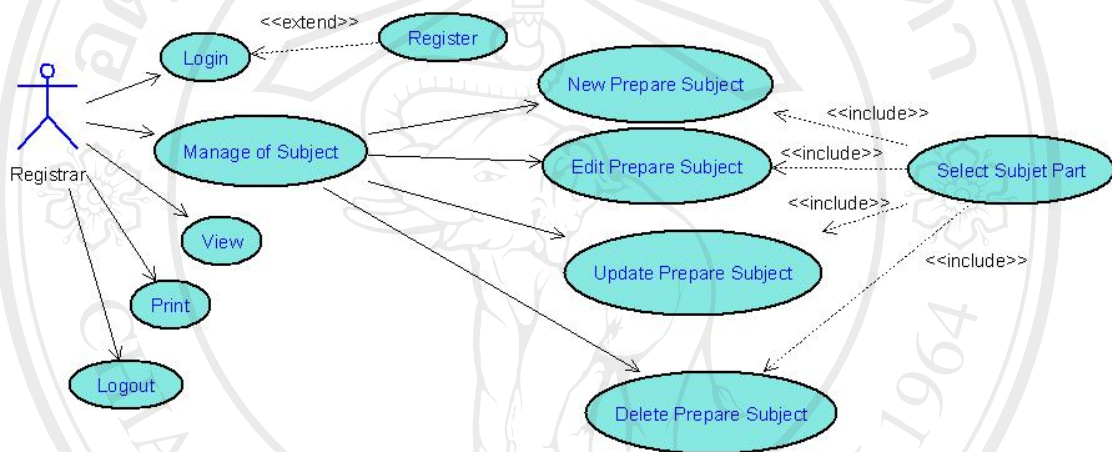 <<extend>>
Register
Login
New Prepare Subject
<<include>>
Manage of Subject
Registrar
Edit Prepare Subject
<<include>>
Select Subjet Part
<<include>>
View
Update Prepare Subject
<<include>>
Print
Logout
Delete Prepare Subject
1964